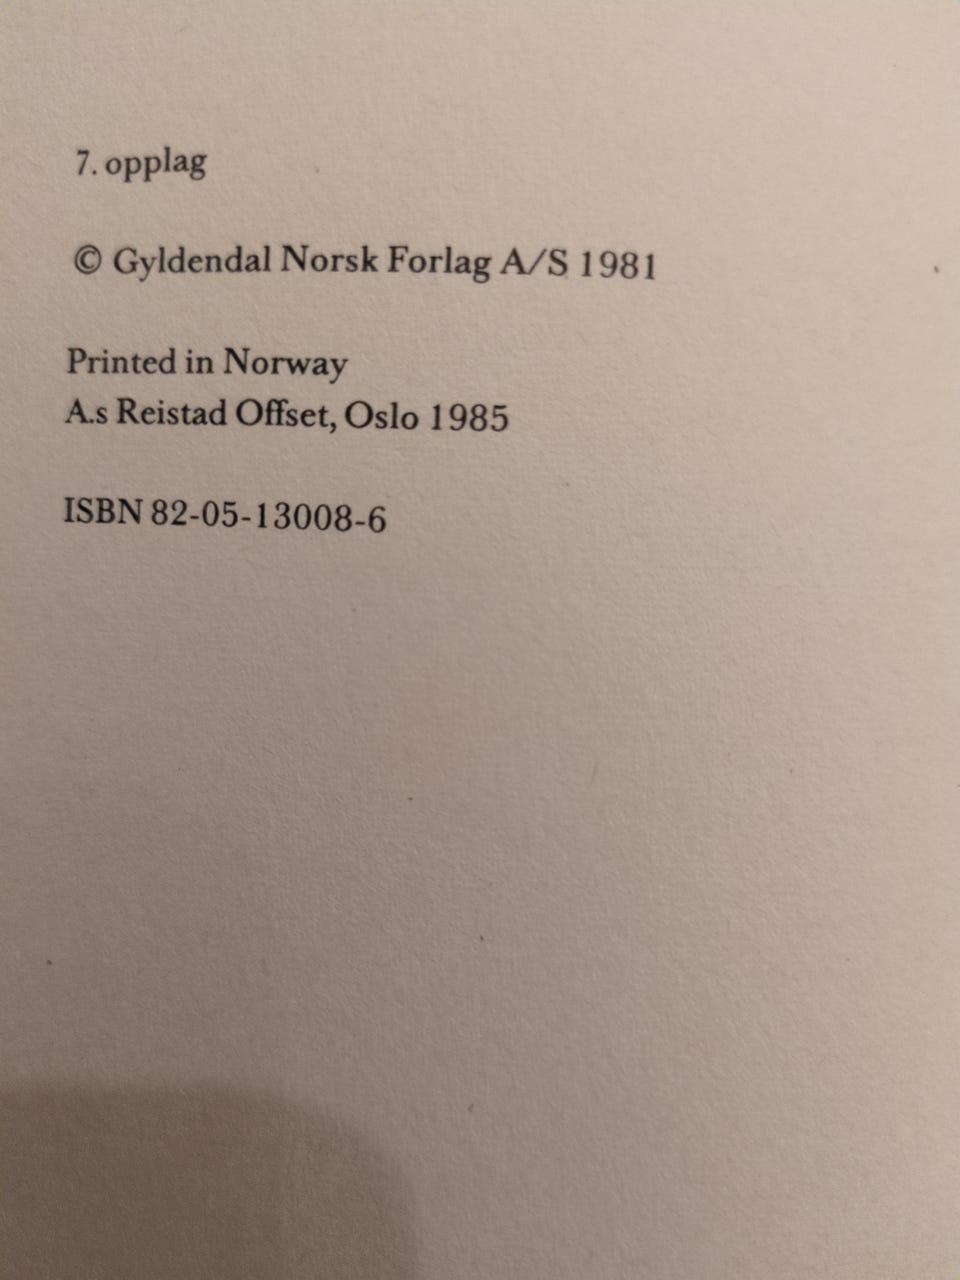 7. opplag
© Gyldendal Norsk Forlag A/S 1981
Printed in Norway
A.s Reistad Offset, Oslo 1985
ISBN 82-05-13008-6